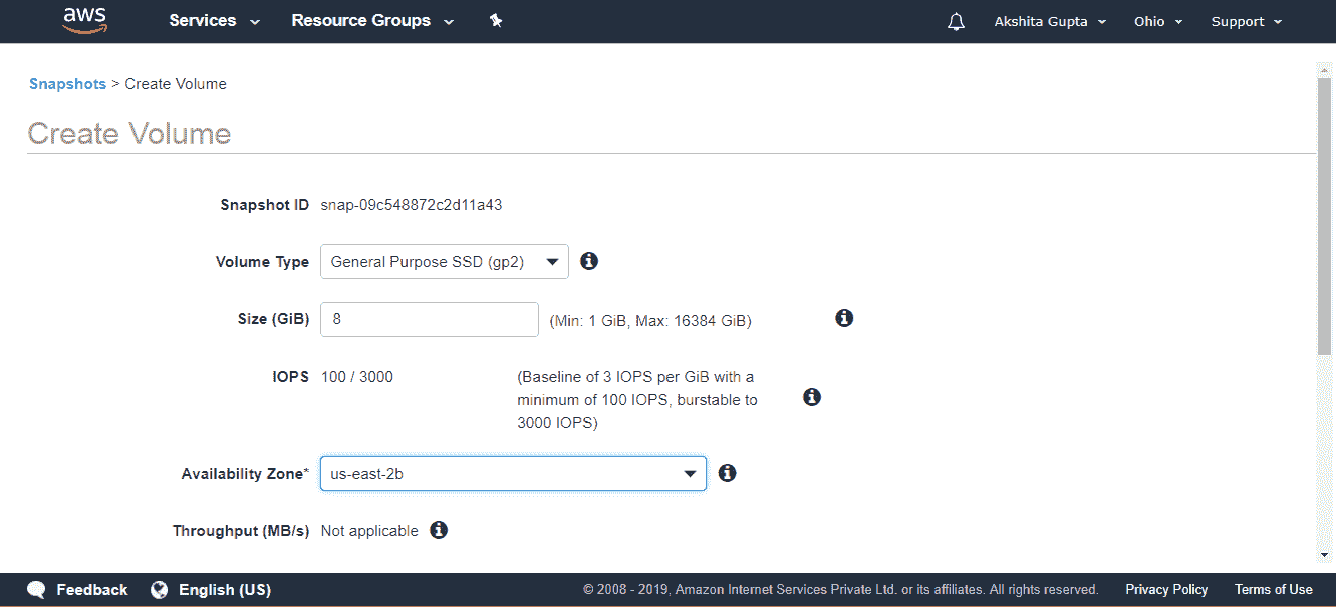 aws Services Resource Groups Akshita Gupta Ohio Support
Snapshots > Create Volume
Create Volume
Snapshot ID snap-09c548872c2d11a43
Volume Type General Purpose SSD (gp2)
Size (GiB) 8 (Min: 1 GiB, Max: 16384 GiB)
IOPS 100 / 3000 (Baseline of 3 IOPS per GiB with a
minimum of 100 IOPS, burstable to
3000 IOPS)
Availability Zone* us-east-2b
Throughput (MB/s) Not applicable
Feedback English (US) © 2008 - 2019, Amazon Internet Services Private Ltd. or its affiliates. All rights reserved. Privacy Policy Terms of Use